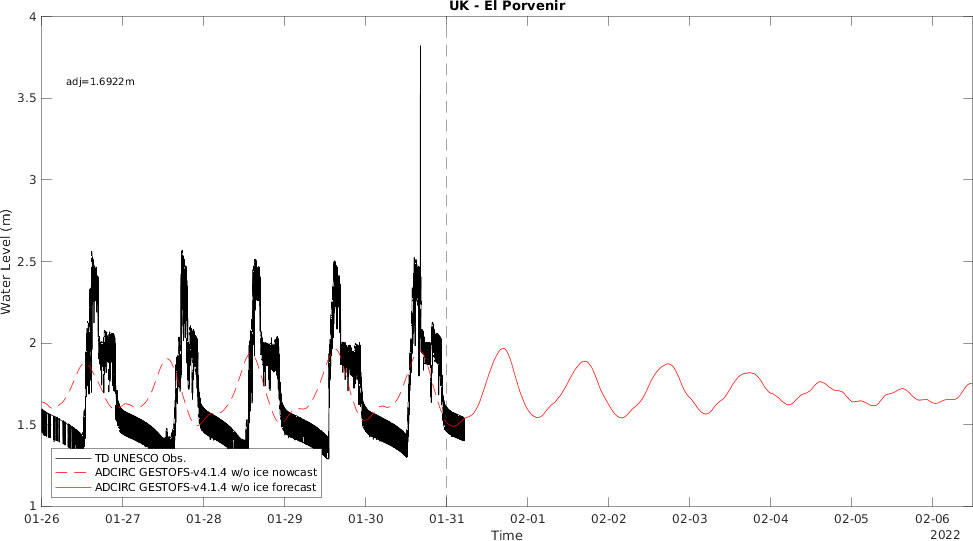 UK - El Porvenir
4
3.5
3
2.5
2
1.5
1
Water Level (m)
adj=1.6922m
TD UNESCO Obs.
ADCIRC GESTOFS-v4.1.4 w/o ice nowcast
ADCIRC GESTOFS-v4.1.4 w/o ice forecast
01-26 01-27 01-28 01-29 01-30 01-31 02-01 02-02 02-03 02-04 02-05 02-06
Time
2022